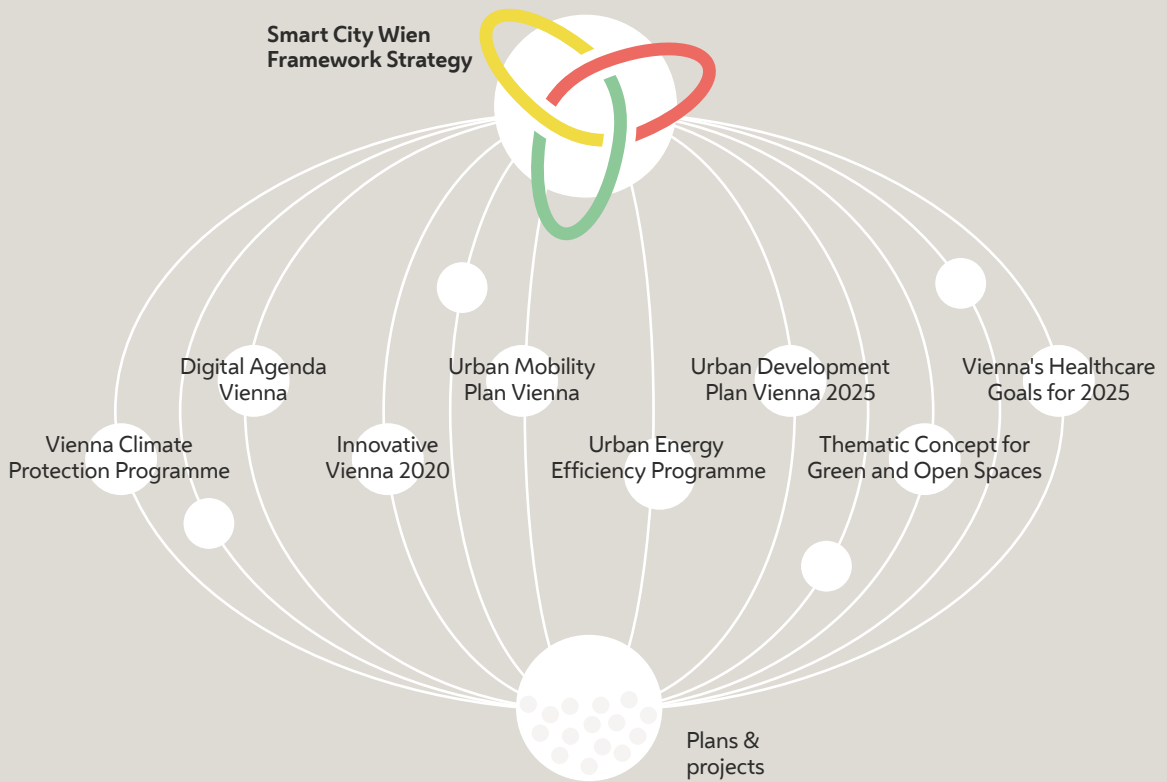 Smart City Wien
Framework Strategy
Digital Agenda
Vienna
Urban Mobility
Plan Vienna
Urban Development
Plan Vienna 2025
Vienna's Healthcare
Goals for 2025
Vienna Climate
Protection Programme
Innovative
Vienna 2020
Urban Energy
Efficiency Programme
Thematic Concept for
Green and Open Spaces
Plans &
projects